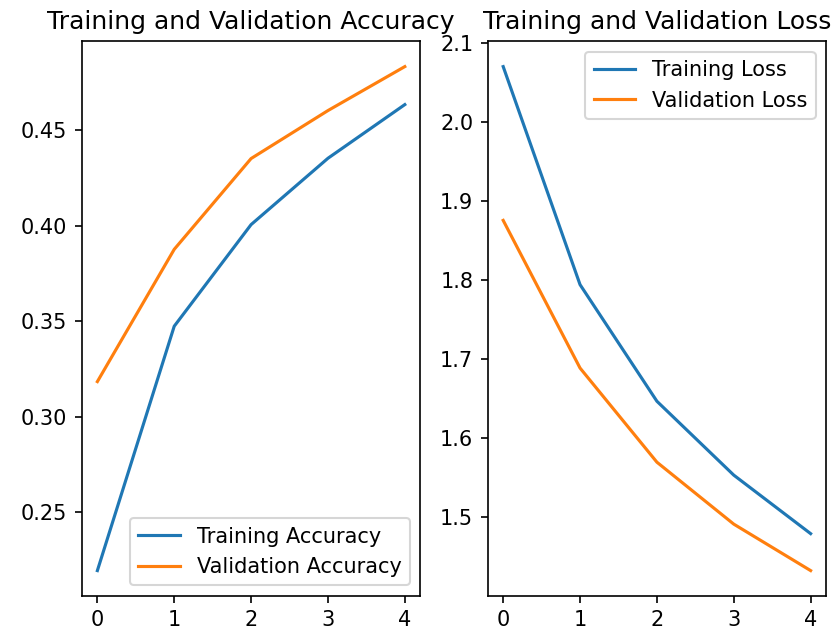 Training and Validation Accuracy
0.45
0.40
0.35
0.30
0.25
Training Accuracy
Validation Accuracy
0 1 2 3 4
Training and Validation Loss
2.1
2.0
1.9
1.8
1.7
1.6
1.5
Training Loss
Validation Loss
0 1 2 3 4